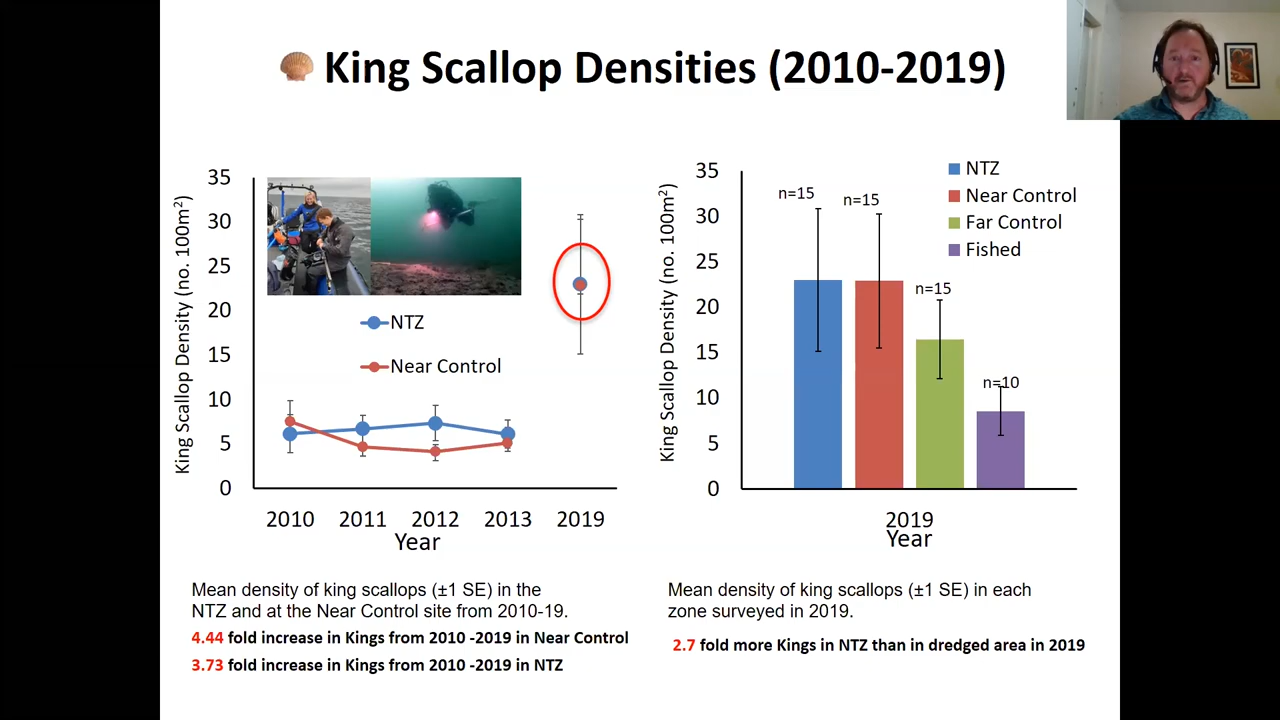 King Scallop Densities (2010-2019)
King Scallop Density (no. 100m²)
35
30
25
20
15
10
5
0
NTZ
Near Control
2010 2011 2012 2013 2019
Year
Mean density of king scallops (±1 SE) in the
NTZ and at the Near Control site from 2010-19.
4.44 fold increase in Kings from 2010 -2019 in Near Control
3.73 fold increase in Kings from 2010 -2019 in NTZ
King Scallop Density (no. 100m²)
35
30
25
20
15
10
5
0
n=15
n=15
n=15
n=10
NTZ
Near Control
Far Control
Fished
2019
Year
Mean density of king scallops (±1 SE) in each
zone surveyed in 2019.
2.7 fold more Kings in NTZ than in dredged area in 2019